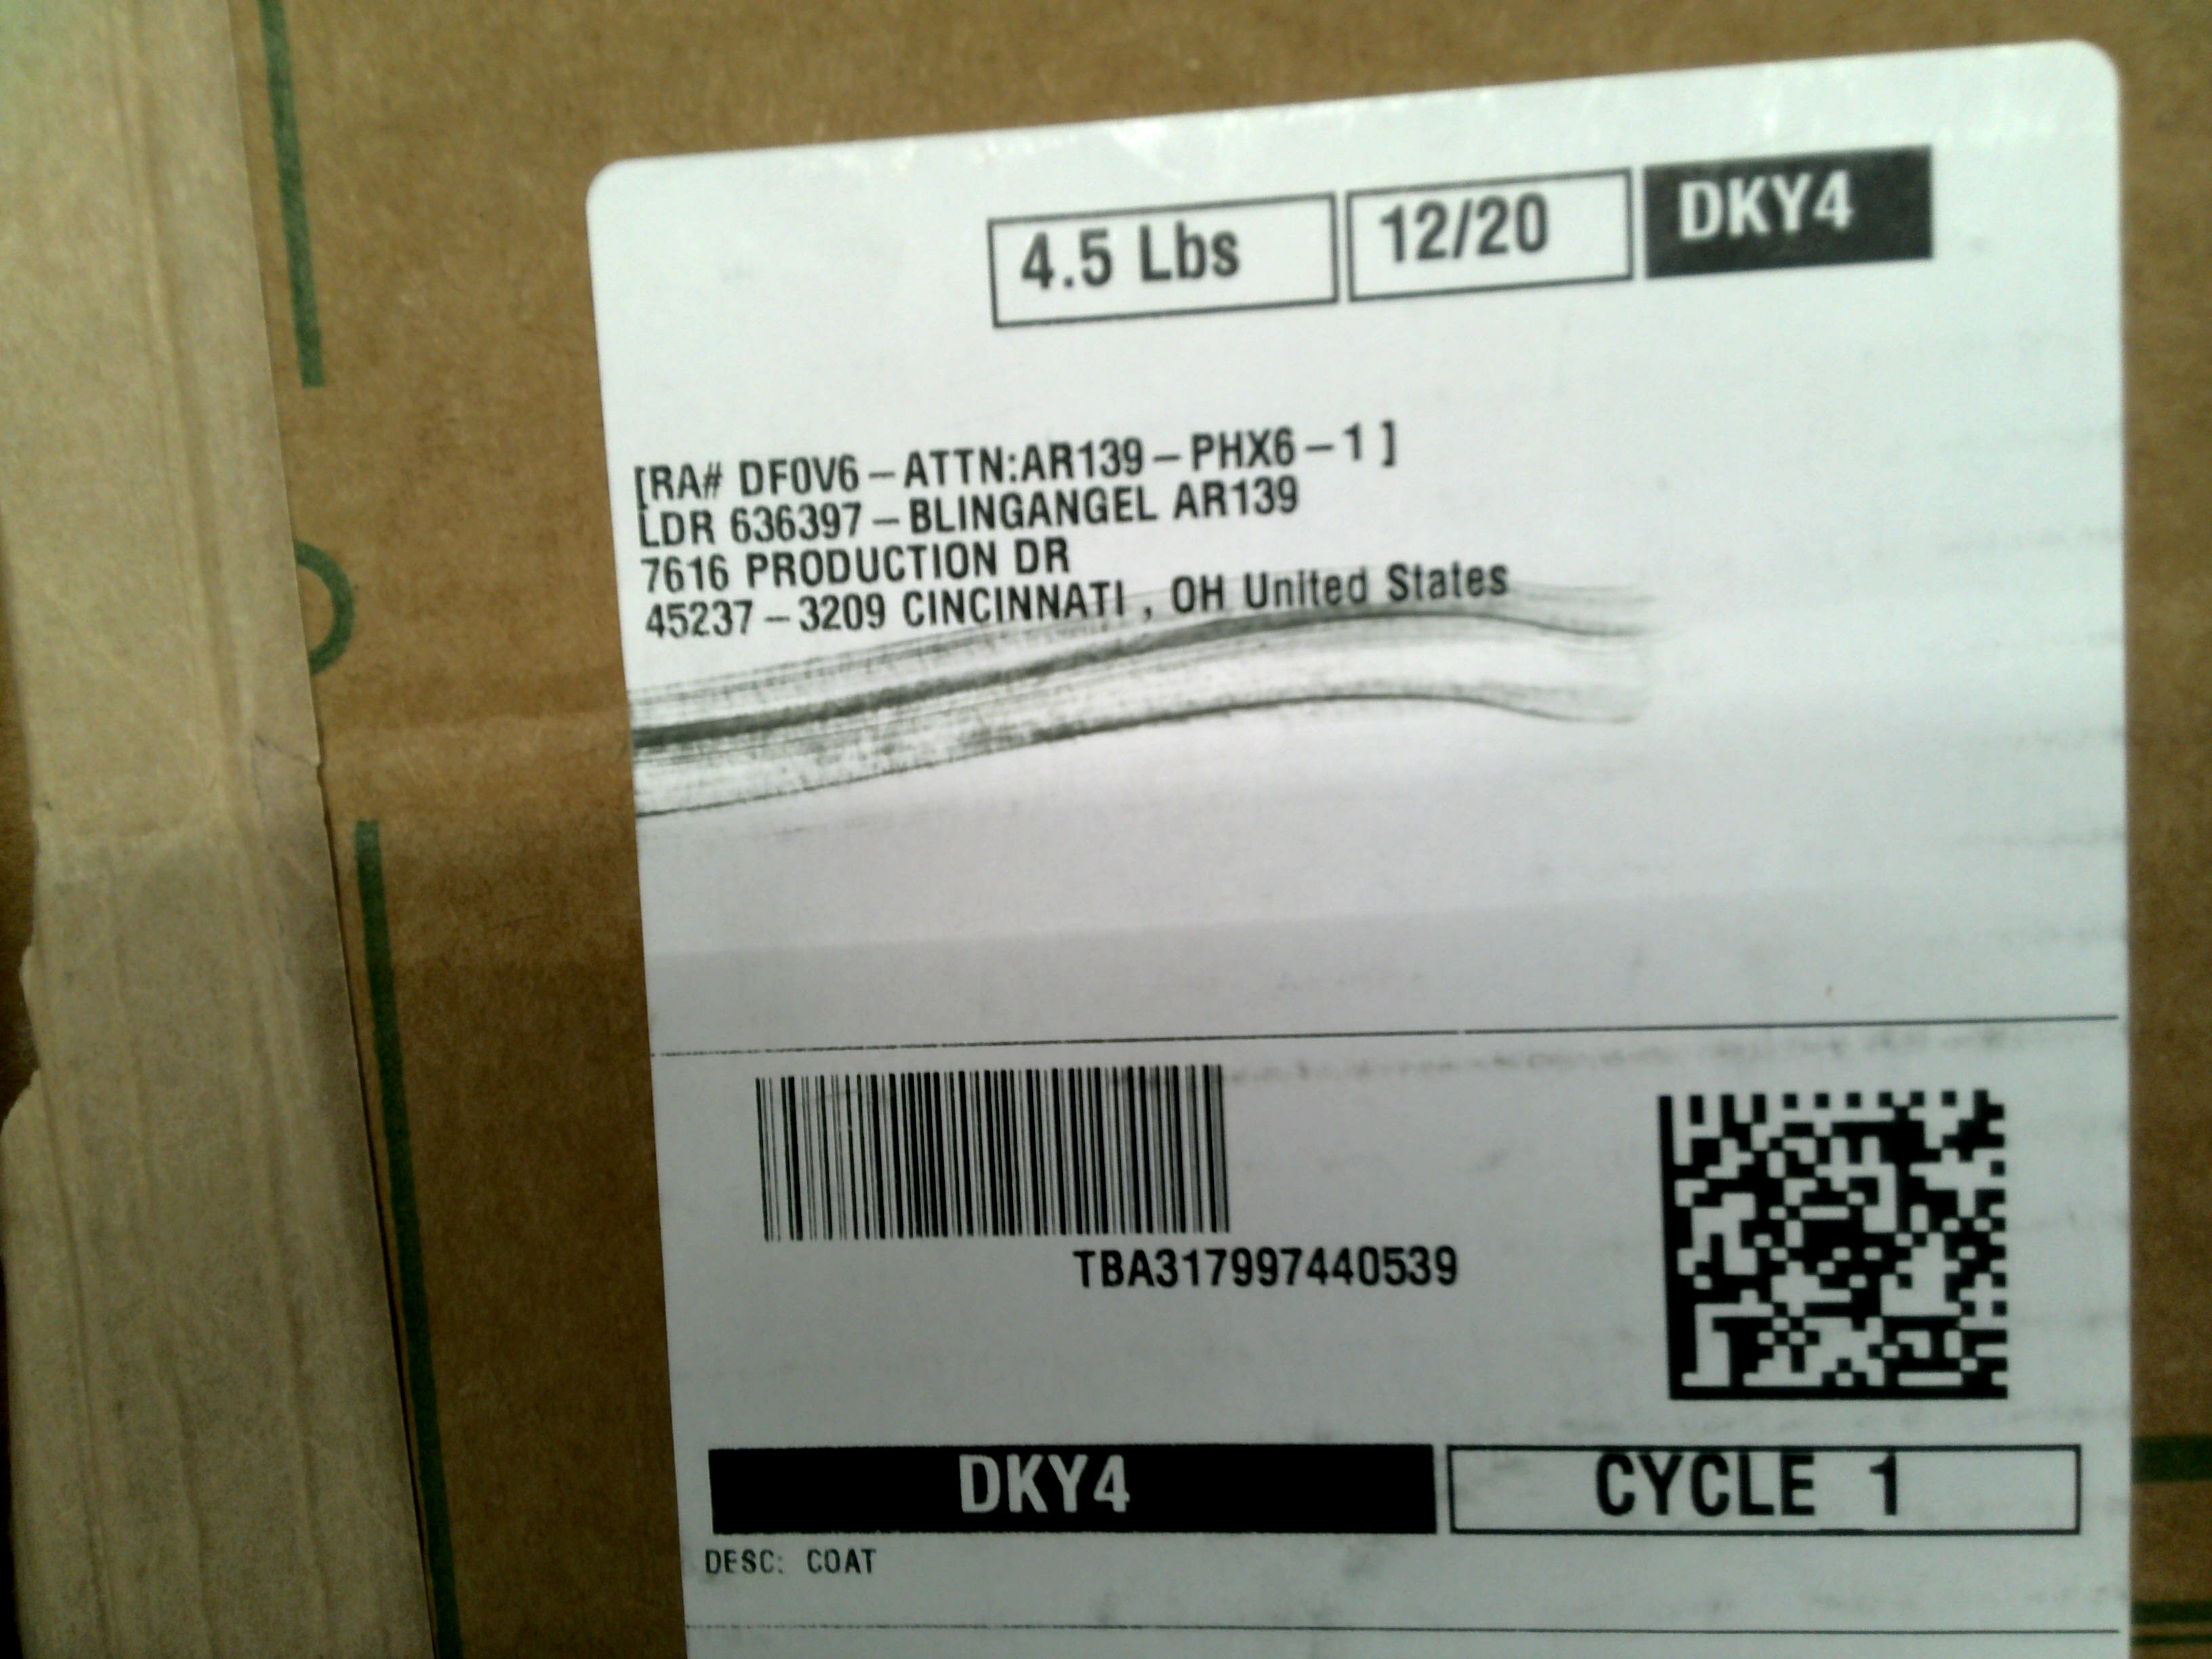 4.5 Lbs 12/20 DKY4
[RA# DF0V6-ATTN:AR139-PHX6-1 ]
LDR 636397-BLINGANGEL AR139
7616 PRODUCTION DR
45237-3209 CINCINNATI , OH United States
TBA317997440539
DKY4 CYCLE 1
DESC: COAT